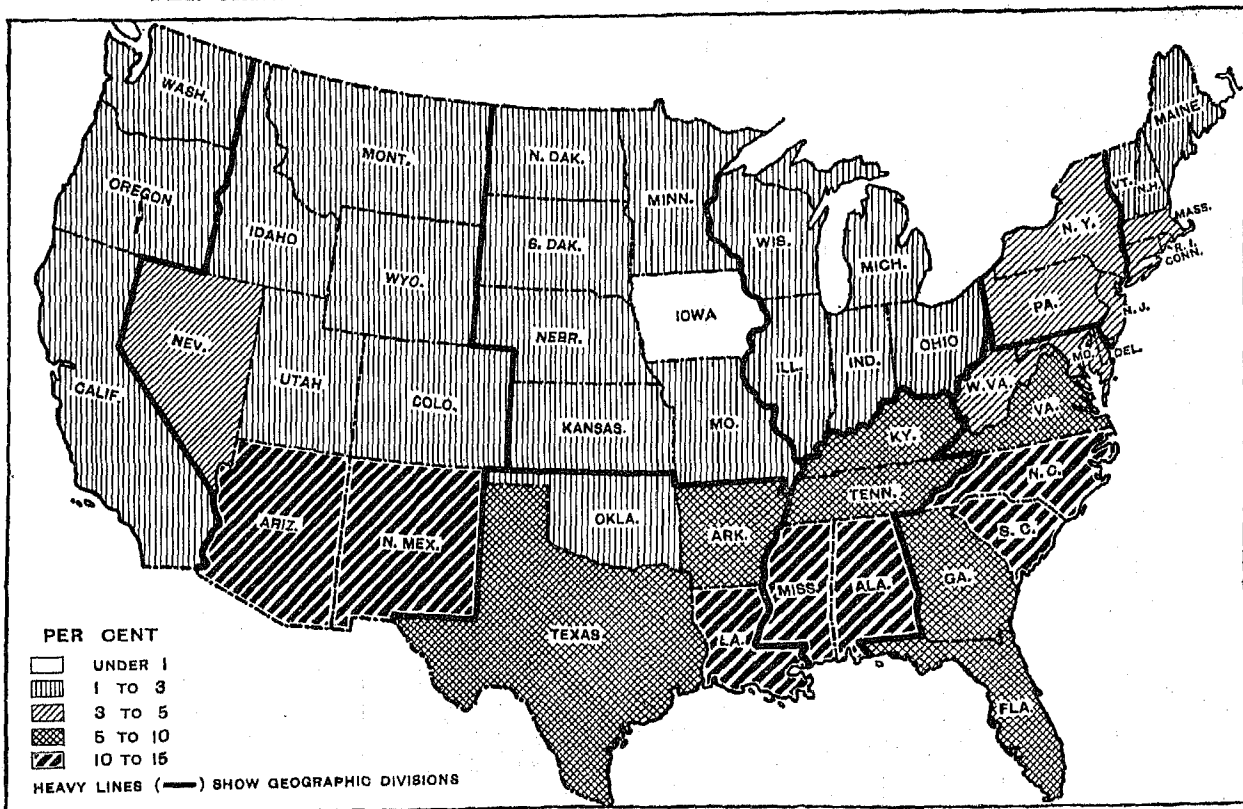 WASH.
MONT.
N. DAK.
MINN.
MAINE
OREGON
IDAHO
S. DAK.
WIS.
MICH.
VT.
N.H.
N. Y.
MASS.
R. I.
CONN.
WYO.
IOWA
NEBR.
PA.
N. J.
NEV.
UTAH
COLO.
CALIF
KANSAS.
MO.
ILL.
IND.
OHIO
MD.
DEL.
W. VA.
VA.
KY.
TENN.
N. C.
S. C.
ARIZ.
N. MEX.
OKLA.
ARK.
MISS.
ALA.
GA.
TEXAS.
LA.
FLA.
PER CENT
UNDER 1
1 TO 3
3 TO 5
5 TO 10
10 TO 15
HEAVY LINES (━) SHOW GEOGRAPHIC DIVISIONS